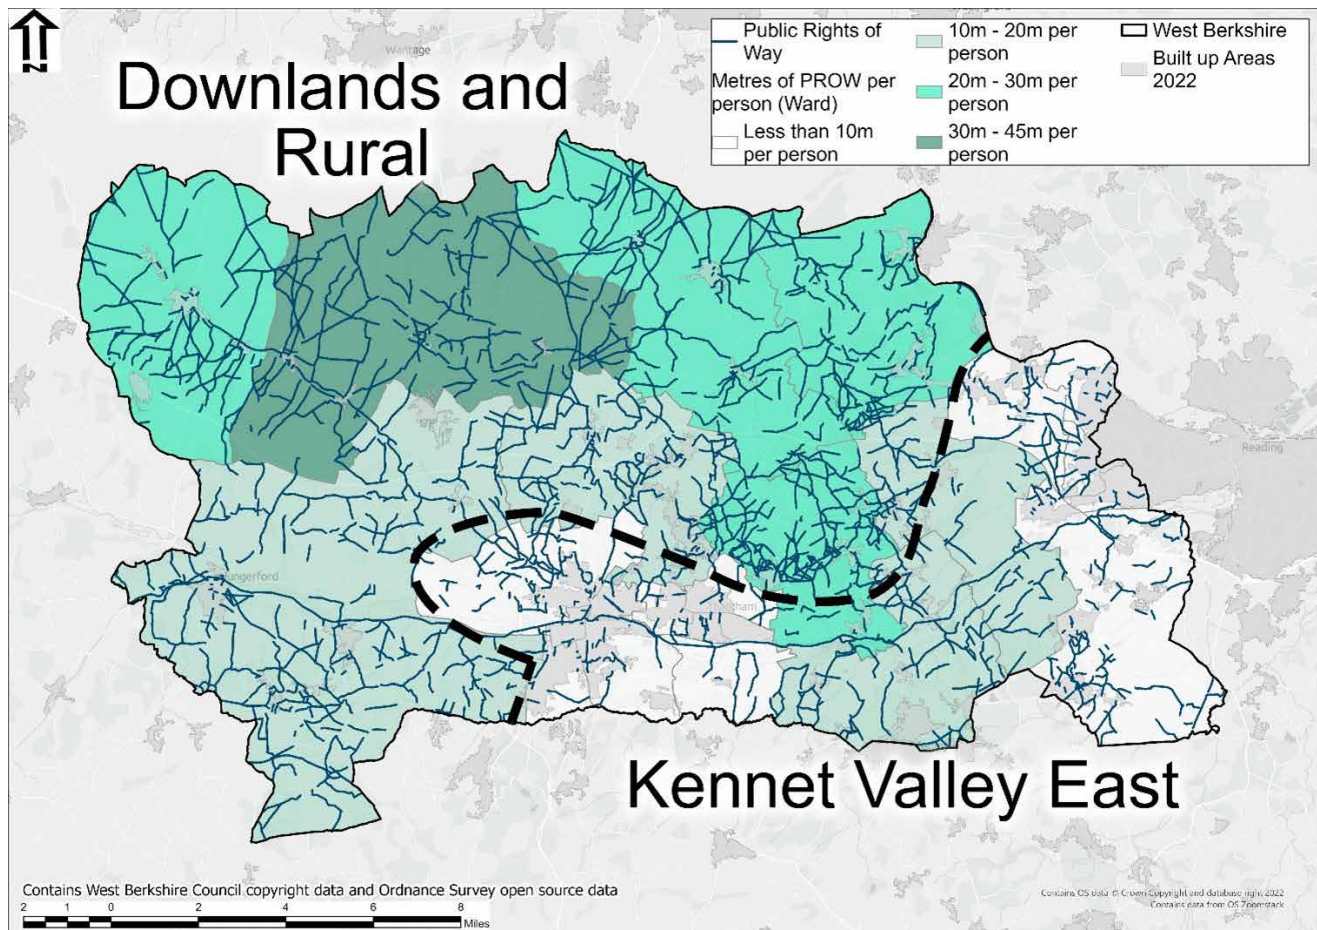 N
Wantage
Downlands and
Rural
Public Rights of
Way
Metres of PROW per
person (Ward)
Less than 10m
per person
10m - 20m per
person
20m - 30m per
person
30m - 45m per
person
West Berkshire
Built up Areas
2022
Reading
Kennet Valley East
Contains West Berkshire Council copyright data and Ordnance Survey open source data
2 1 0 2 4 6 8
Miles
Contains OS data © Crown Copyright and database right 2022
Contains data from OS Zoomstack